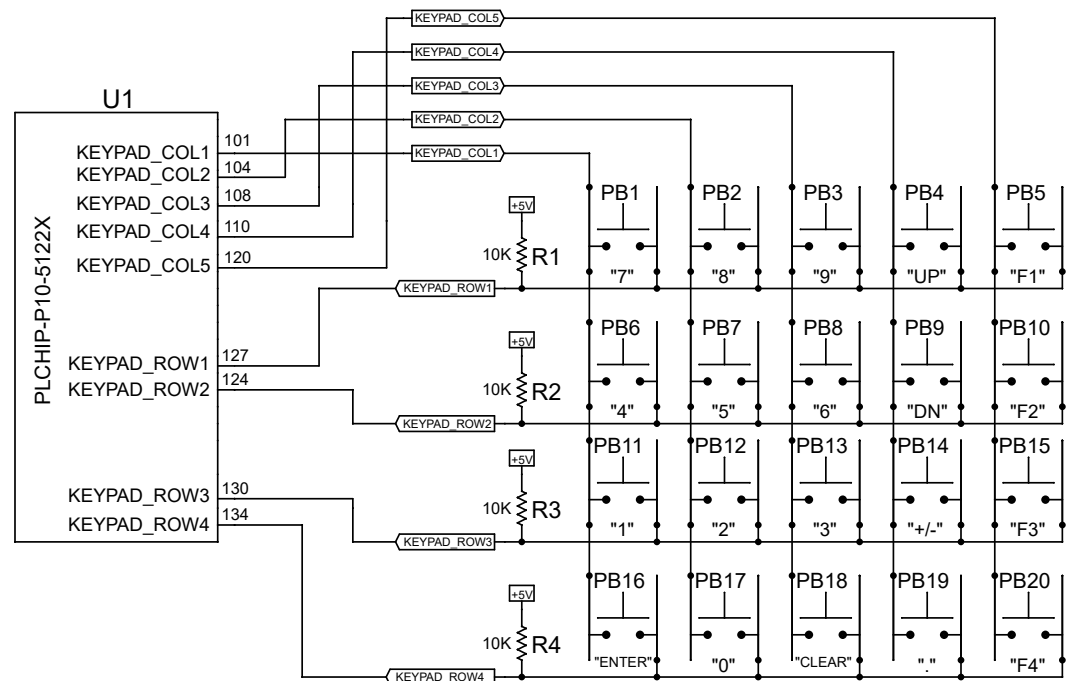 KEYPAD_COL5
KEYPAD_COL4
KEYPAD_COL3
KEYPAD_COL2
KEYPAD_COL1
U1
PLCHIP-P10-5122X
KEYPAD_COL1 101
KEYPAD_COL2 104
KEYPAD_COL3 108
KEYPAD_COL4 110
KEYPAD_COL5 120
KEYPAD_ROW1 127
KEYPAD_ROW2 124
KEYPAD_ROW3 130
KEYPAD_ROW4 134
PB1 PB2 PB3 PB4 PB5
+5V
10K R1
"7" "8" "9" "UP" "F1"
KEYPAD_ROW1
PB6 PB7 PB8 PB9 PB10
+5V
10K R2
"4" "5" "6" "DN" "F2"
KEYPAD_ROW2
PB11 PB12 PB13 PB14 PB15
+5V
10K R3
"1" "2" "3" "+/-" "F3"
KEYPAD_ROW3
PB16 PB17 PB18 PB19 PB20
+5V
10K R4
"ENTER" "0" "CLEAR" "." "F4"
KEYPAD_ROW4